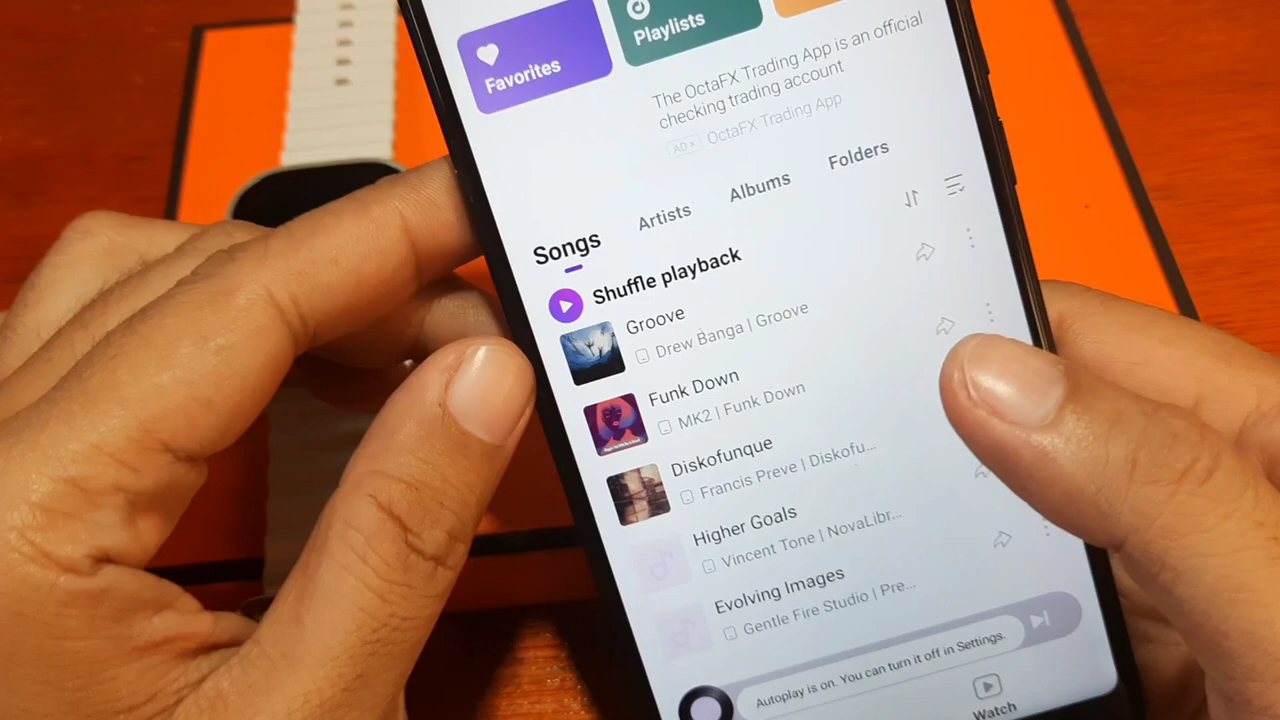 Favorites
Playlists
The OctaFX Trading App is an official
checking trading account
AD
OctaFX Trading App
Songs
Artists
Albums
Folders
Shuffle playback
Groove
Drew Banga | Groove
Funk Down
MK2 | Funk Down
Diskofunque
Francis Preve | Diskofu...
Higher Goals
Vincent Tone | NovaLibr...
Evolving Images
Gentle Fire Studio | Pre...
Autoplay is on. You can turn it off in Settings.
Watch